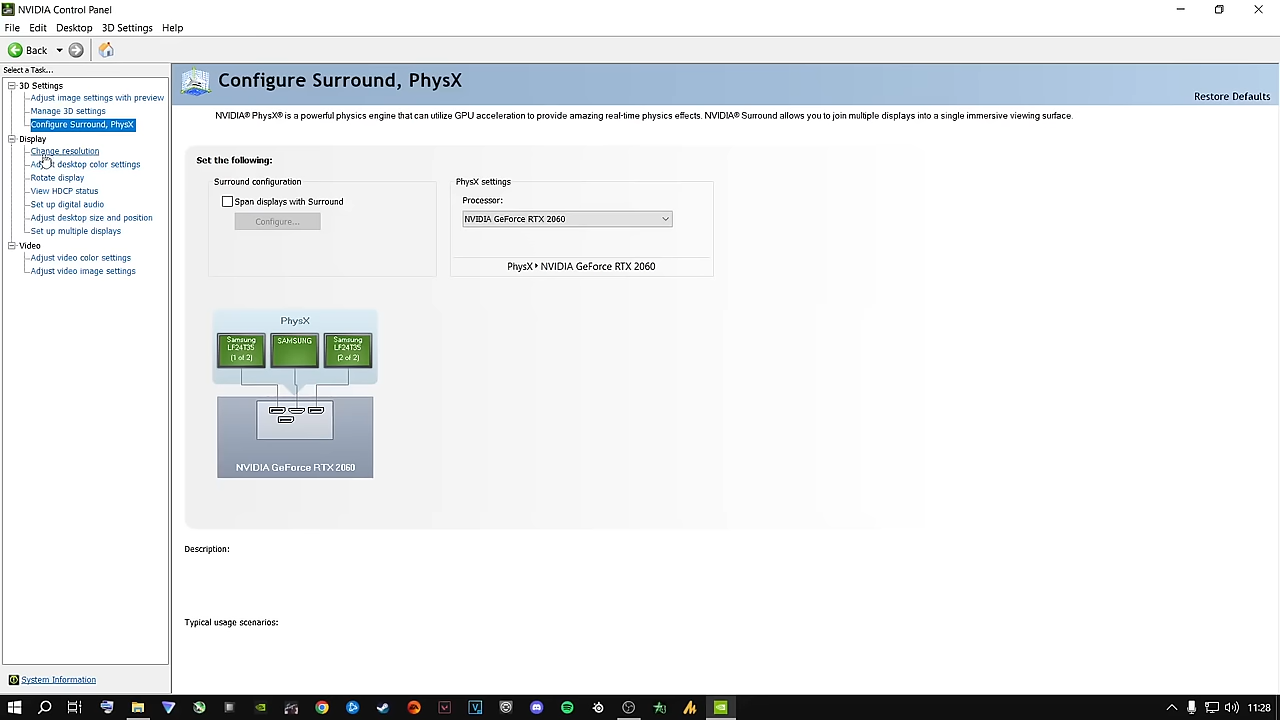 NVIDIA Control Panel
File Edit Desktop 3D Settings Help
Back
Select a Task...
3D Settings
Adjust image settings with preview
Manage 3D settings
Configure Surround, PhysX
Display
Change resolution
Adjust desktop color settings
Rotate display
View HDCP status
Set up digital audio
Adjust desktop size and position
Set up multiple displays
Video
Adjust video color settings
Adjust video image settings
System Information
Configure Surround, PhysX
Restore Defaults
NVIDIA® PhysX® is a powerful physics engine that can utilize GPU acceleration to provide amazing real-time physics effects. NVIDIA® Surround allows you to join multiple displays into a single immersive viewing surface.
Set the following:
Surround configuration
Span displays with Surround
Configure...
PhysX settings
Processor:
NVIDIA GeForce RTX 2060
PhysX NVIDIA GeForce RTX 2060
PhysX
Samsung
LF24T35
(1 of 2)
SAMSUNG
Samsung
LF24T35
(2 of 2)
NVIDIA GeForce RTX 2060
Description:
Typical usage scenarios:
11:28